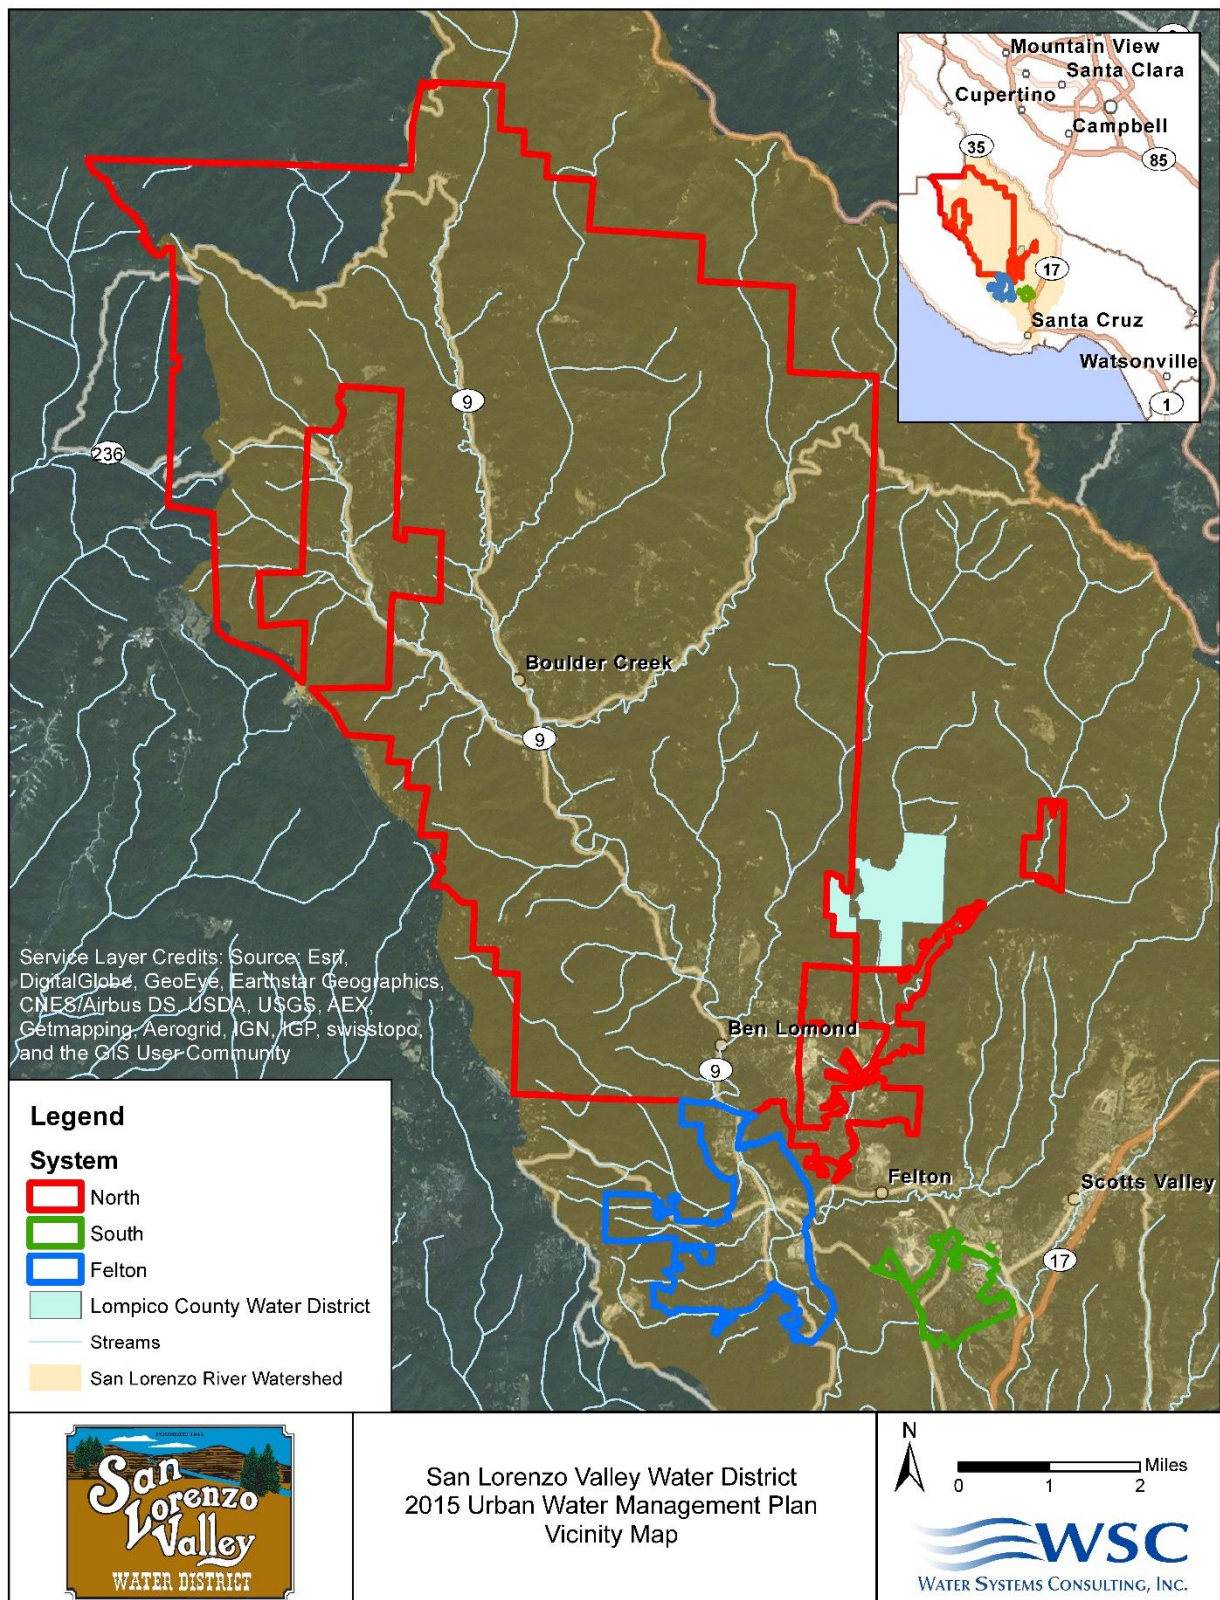 Mountain View
Santa Clara
Cupertino
Campbell
35
85
17
Santa Cruz
Watsonville
1
9
236
Boulder Creek
9
Service Layer Credits: Source: Esri,
DigitalGlobe, GeoEye, Earthstar Geographics,
CNES/Airbus DS, USDA, USGS, AEX,
Getmapping, Aerogrid, IGN, IGP, swisstopo,
and the GIS User Community
Ben Lomond
9
Felton
Scotts Valley
17
Legend
System
North
South
Felton
Lompico County Water District
Streams
San Lorenzo River Watershed
FOUNDED 1941
San
Lorenzo
Valley
WATER DISTRICT
San Lorenzo Valley Water District
2015 Urban Water Management Plan
Vicinity Map
N
Miles
0 1 2
WSC
WATER SYSTEMS CONSULTING, INC.